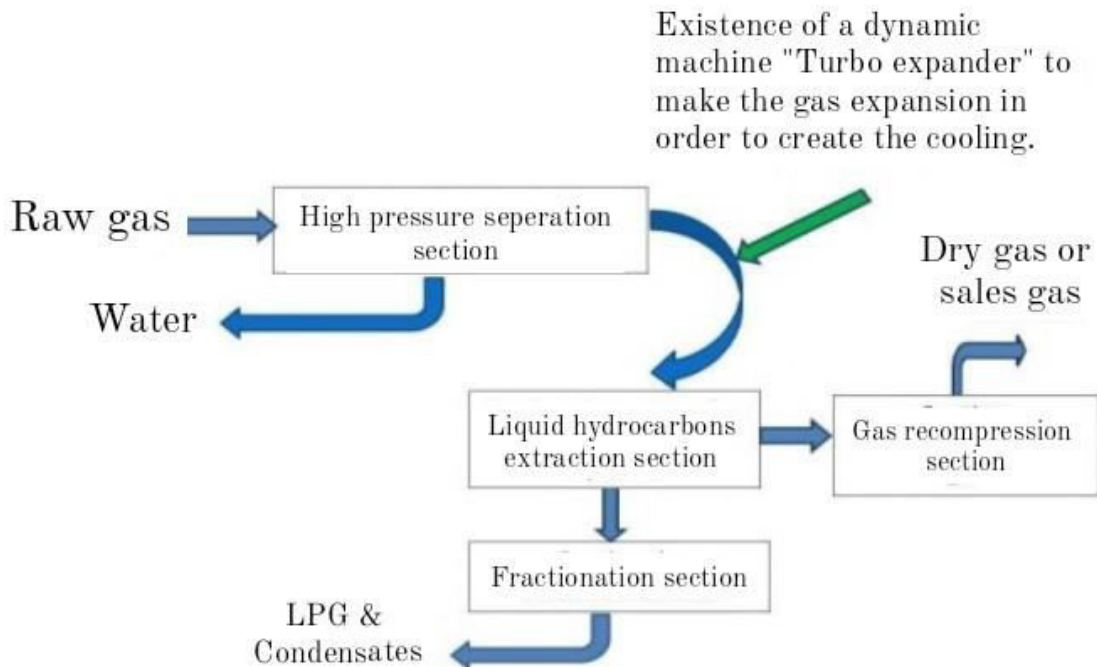 Existence of a dynamic
machine "Turbo expander" to
make the gas expansion in
order to create the cooling.
Raw gas
High pressure seperation
section
Dry gas or
sales gas
Water
Liquid hydrocarbons
extraction section
Gas recompression
section
Fractionation section
LPG &
Condensates